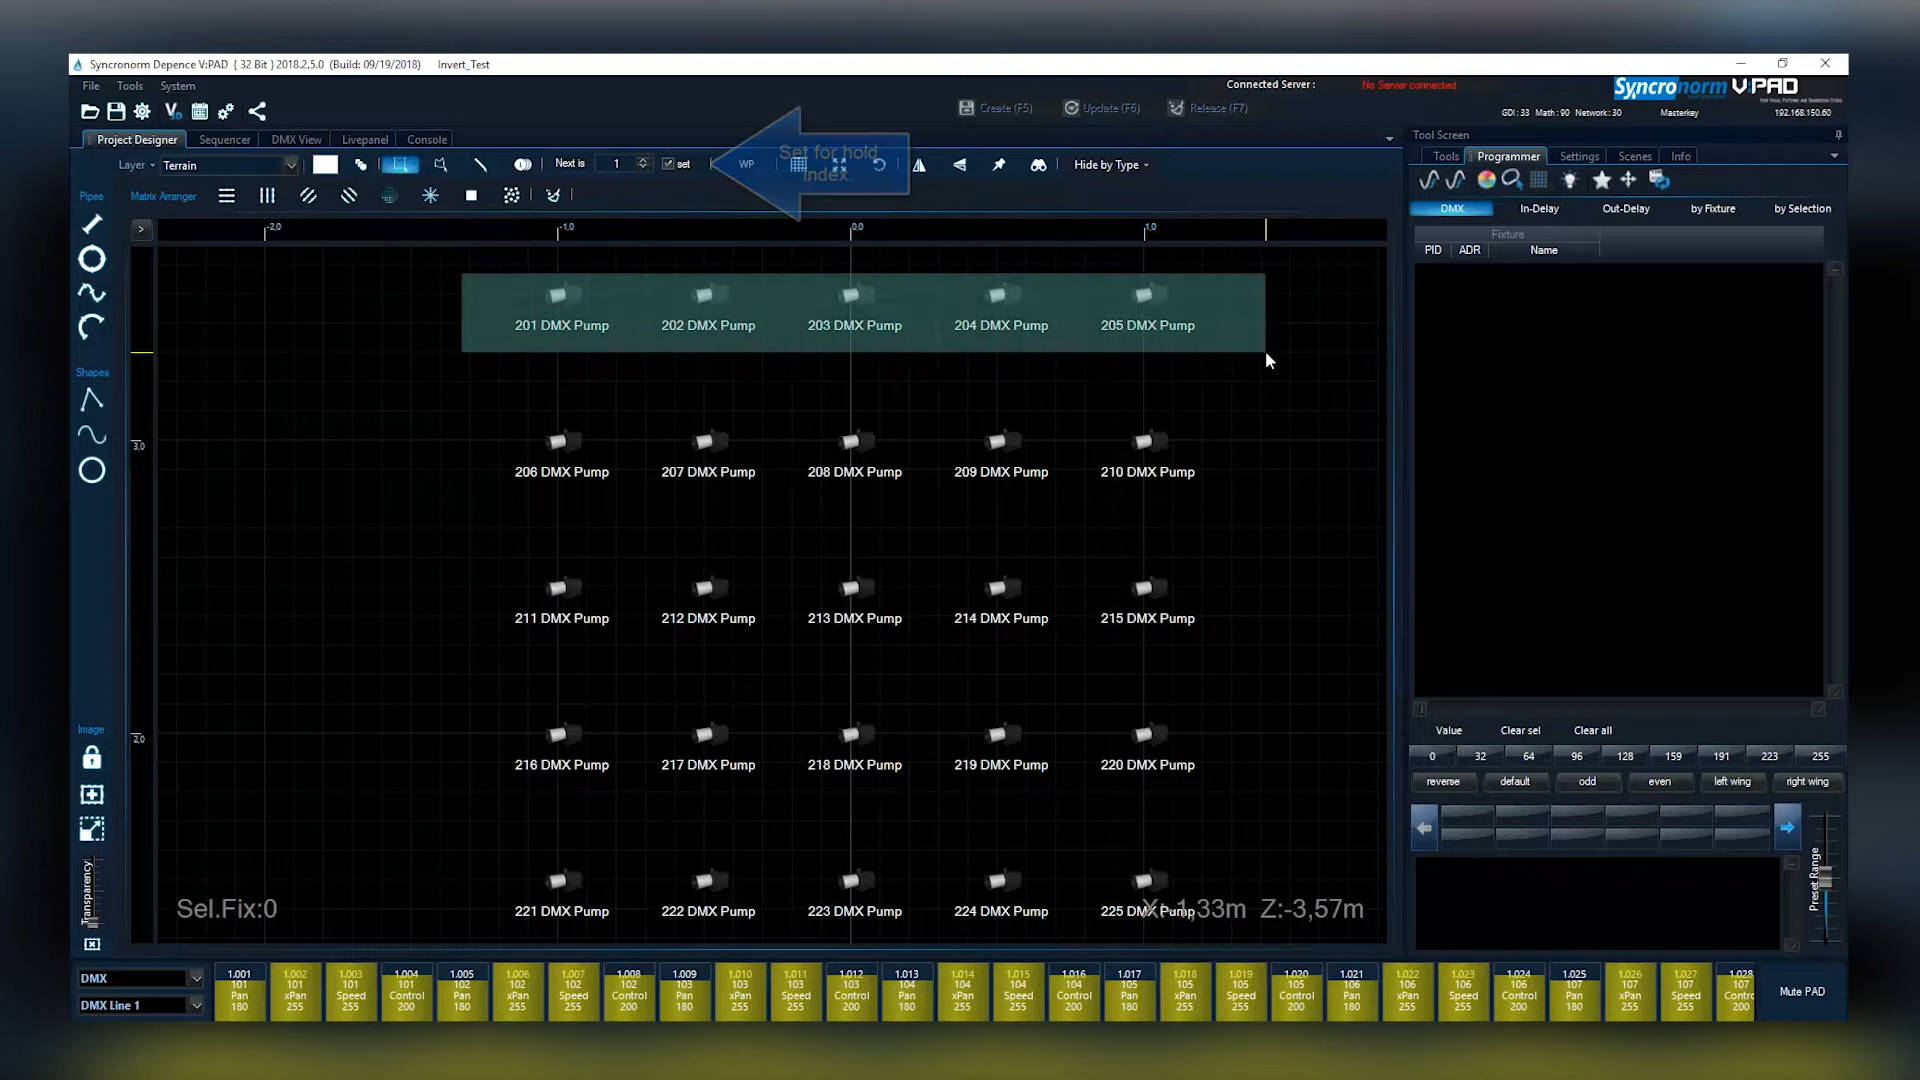 Syncronorm Depence V:PAD { 32 Bit } 2018.2.5.0 (Build: 09/19/2018) Invert_Test
File Tools System
Connected Server : No Server connected
Syncronorm V:PAD
Create (F5) Update (F6) Release (F7)
GDI: 33 Math: 90 Network: 30 Masterkey 192.168.150.60
Project Designer Sequencer DMX View Livepanel Console
Tool Screen
Tools Programmer Settings Scenes Info
Layer Terrain Next is 1 set WP Hide by Type
Set for hold
index.
Pipes Matrix Arranger
DMX In-Delay Out-Delay by Fixture by Selection
-2,0 -1,0 0,0 1,0
Fixture
PID ADR Name
201 DMX Pump 202 DMX Pump 203 DMX Pump 204 DMX Pump 205 DMX Pump
Shapes
3,0
206 DMX Pump 207 DMX Pump 208 DMX Pump 209 DMX Pump 210 DMX Pump
211 DMX Pump 212 DMX Pump 213 DMX Pump 214 DMX Pump 215 DMX Pump
Image
2,0
216 DMX Pump 217 DMX Pump 218 DMX Pump 219 DMX Pump 220 DMX Pump
Value Clear sel Clear all
0 32 64 96 128 159 191 223 255
reverse default odd even left wing right wing
Transparency
Preset Range
Sel.Fix:0
221 DMX Pump 222 DMX Pump 223 DMX Pump 224 DMX Pump 225 DMX Pump
X:-1,33m Z:-3,57m
DMX
DMX Line 1
1.001 1.002 1.003 1.004 1.005 1.006 1.007 1.008 1.009 1.010 1.011 1.012 1.013 1.014 1.015 1.016 1.017 1.018 1.019 1.020 1.021 1.022 1.023 1.024 1.025 1.026 1.027 1.028
101 101 101 101 102 102 102 102 103 103 103 103 104 104 104 104 105 105 105 105 106 106 106 106 107 107 107 107
Pan xPan Speed Control Pan xPan Speed Control Pan xPan Speed Control Pan xPan Speed Control Pan xPan Speed Control Pan xPan Speed Control Pan xPan Speed Contro
180 255 255 200 180 255 255 200 180 255 255 200 180 255 255 200 180 255 255 200 180 255 255 200 180 255 255 200
Mute PAD